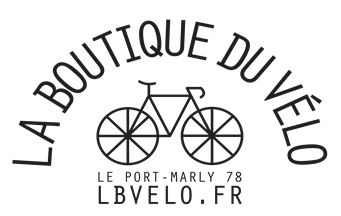 LA BOUTIQUE DU VÉLO
LE PORT-MARLY 78
LBVELO.FR